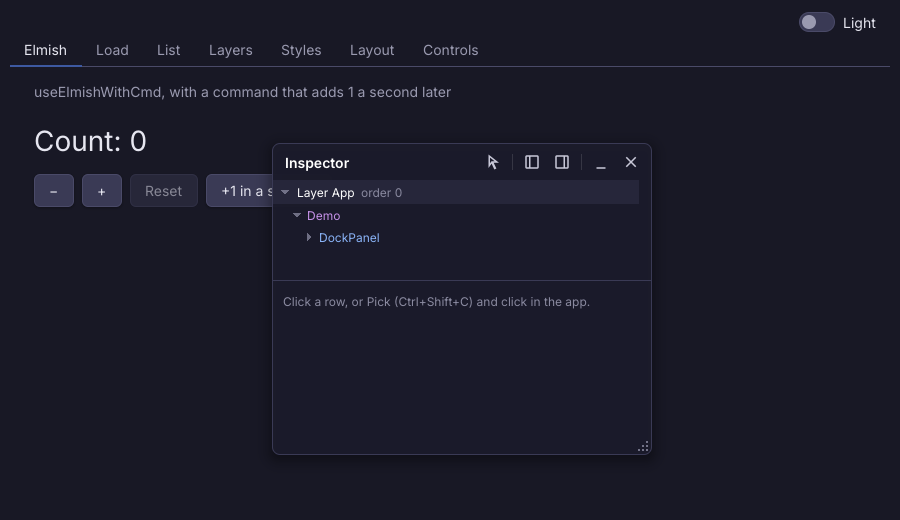 Light
Elmish Load List Layers Styles Layout Controls
useElmishWithCmd, with a command that adds 1 a second later
Count: 0
Inspector
− + Reset +1 in a s
Layer App order 0
Demo
DockPanel
Click a row, or Pick (Ctrl+Shift+C) and click in the app.